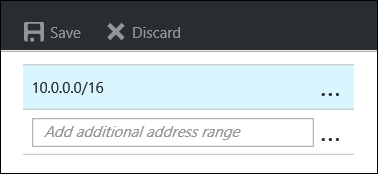 Save Discard
10.0.0.0/16 ...
Add additional address range ...